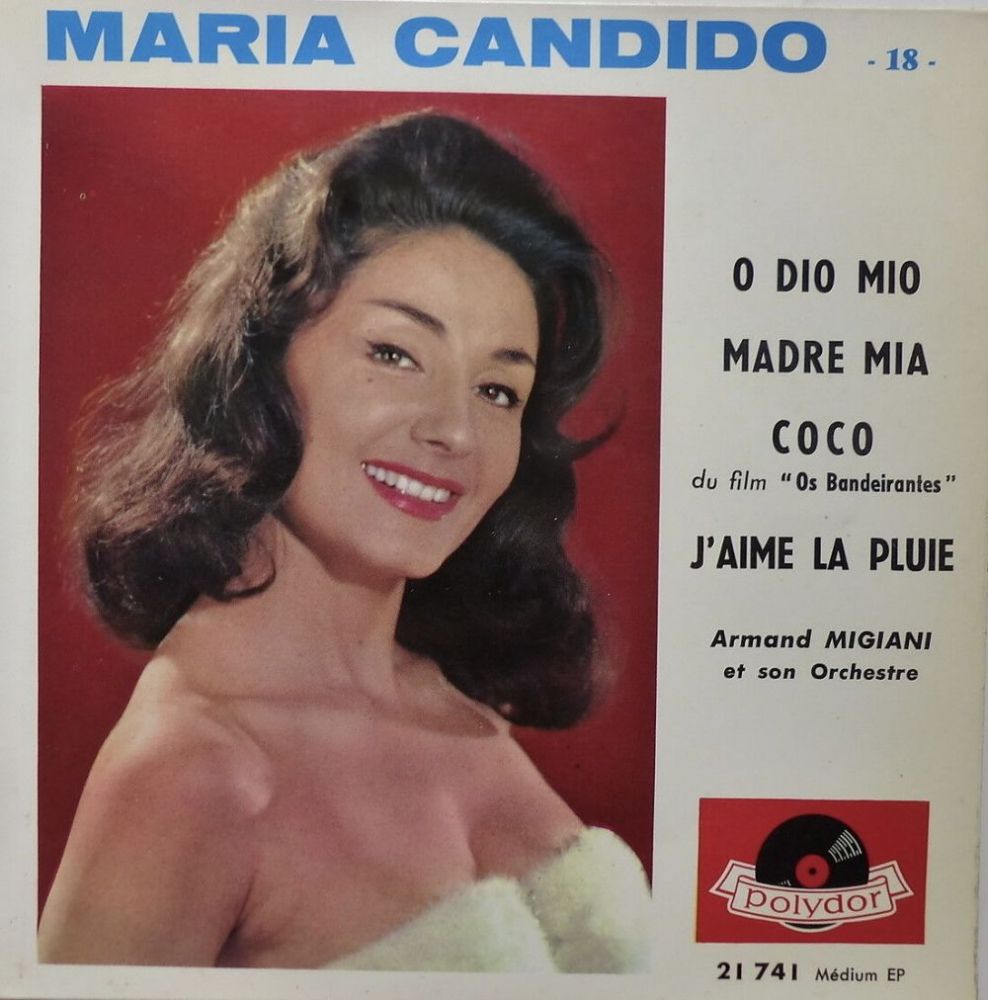 MARIA CANDIDO - 18 -
O DIO MIO
MADRE MIA
COCO
du film "Os Bandeirantes"
J'AIME LA PLUIE
Armand MIGIANI
et son Orchestre
polydor
21 741 Médium EP